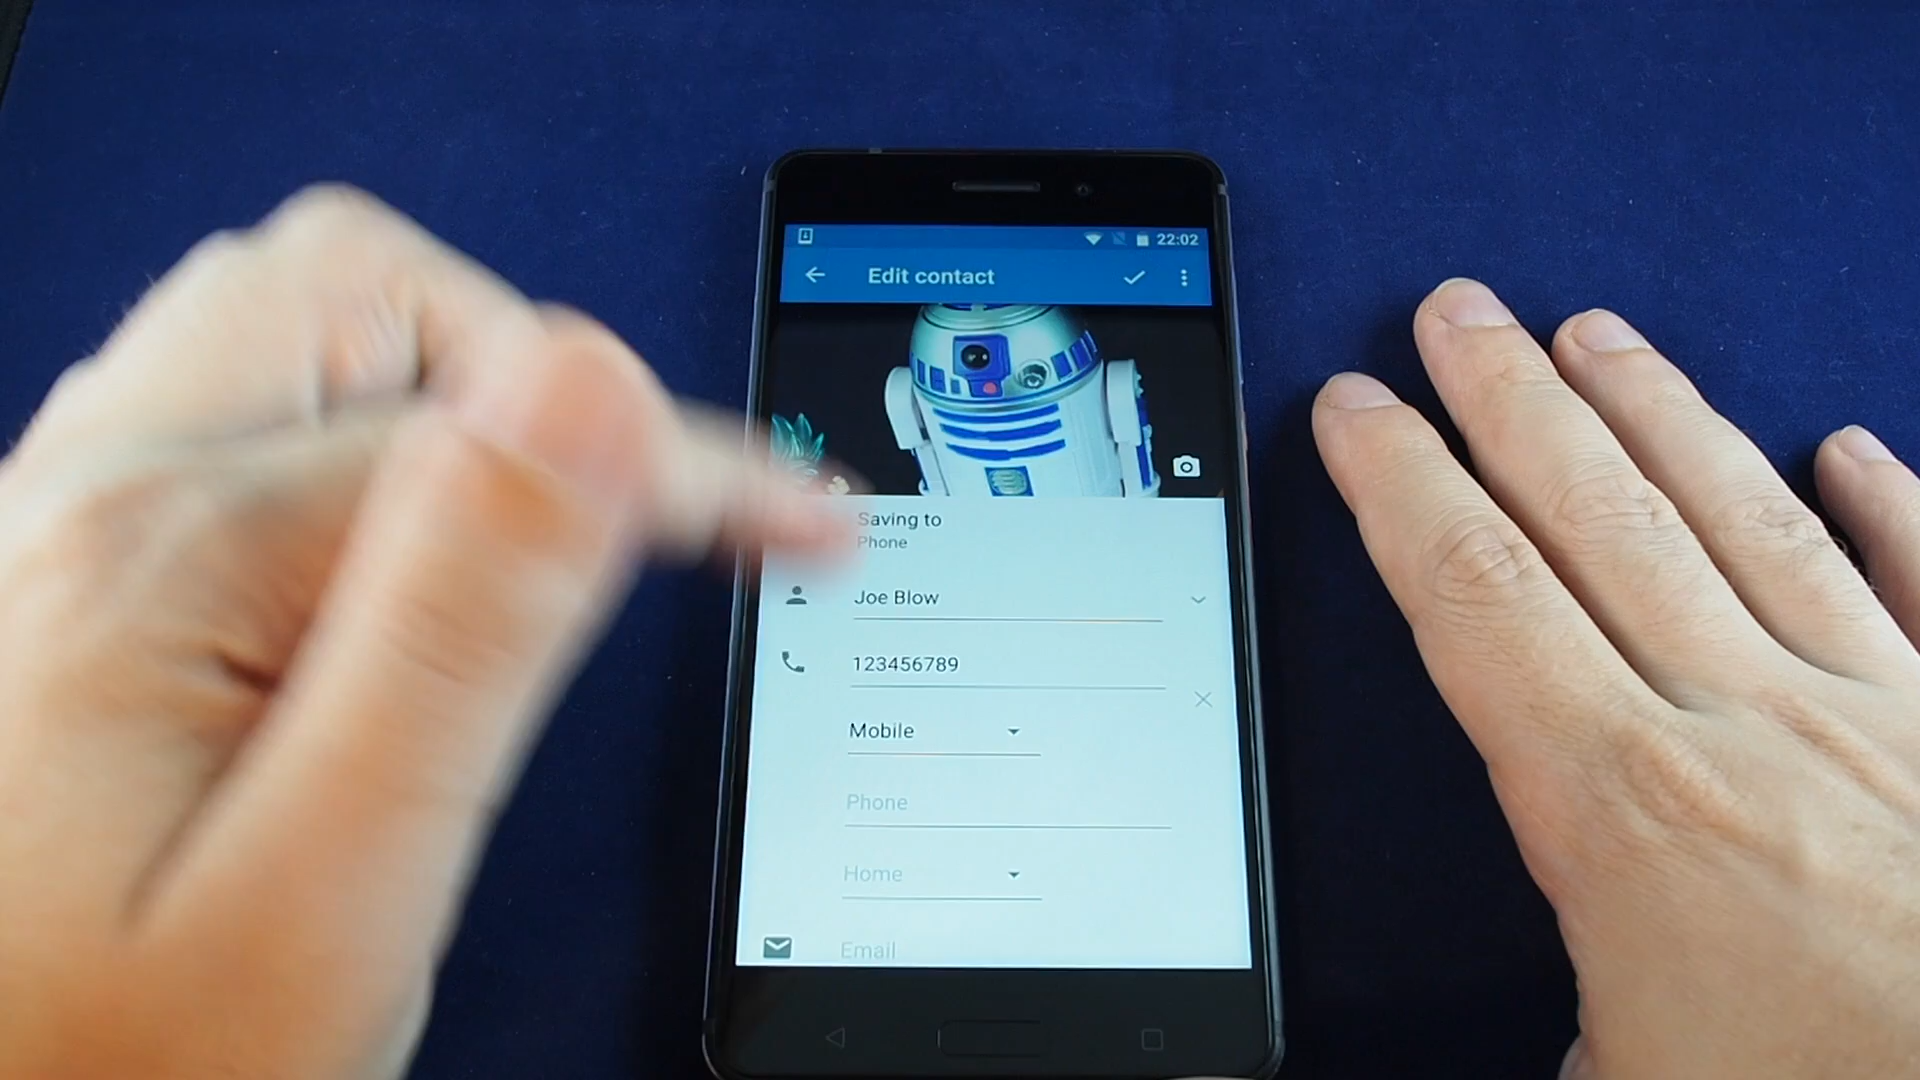 22:02
Edit contact
Saving to
Phone
Joe Blow
123456789
Mobile
Phone
Home
Email